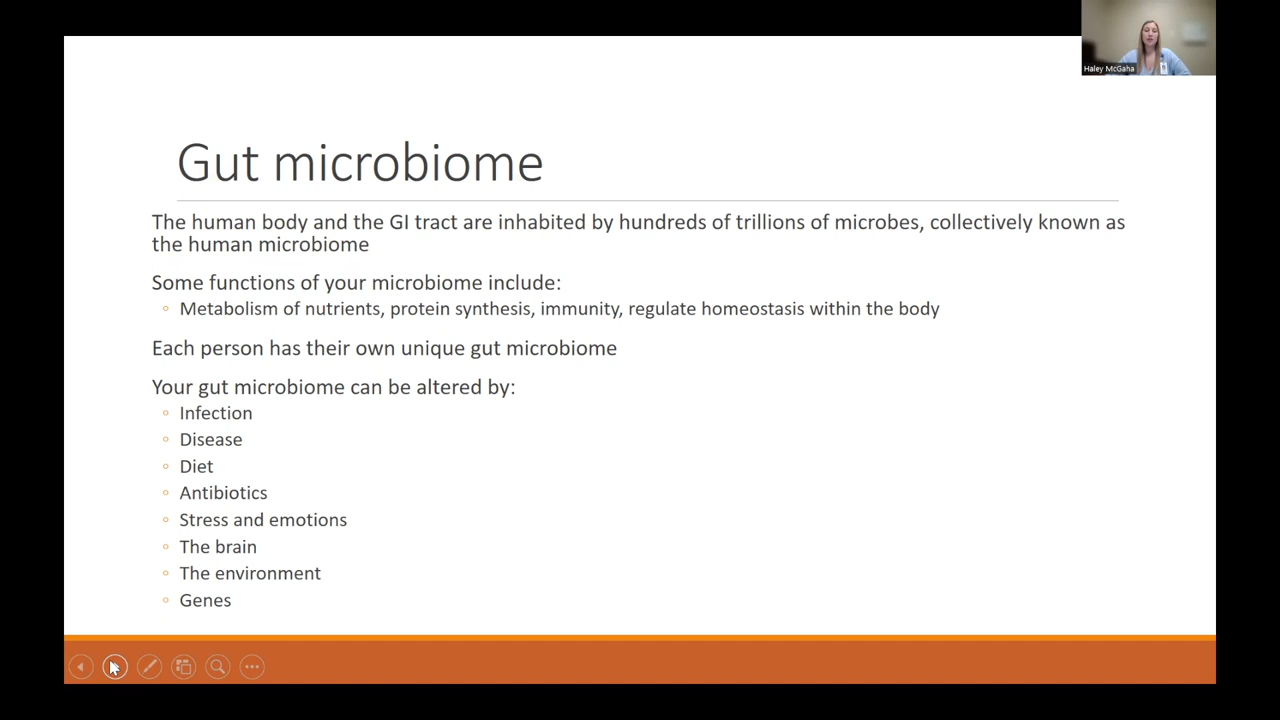 Haley McGaha
Gut microbiome
The human body and the GI tract are inhabited by hundreds of trillions of microbes, collectively known as
the human microbiome
Some functions of your microbiome include:
◦ Metabolism of nutrients, protein synthesis, immunity, regulate homeostasis within the body
Each person has their own unique gut microbiome
Your gut microbiome can be altered by:
◦ Infection
◦ Disease
◦ Diet
◦ Antibiotics
◦ Stress and emotions
◦ The brain
◦ The environment
◦ Genes